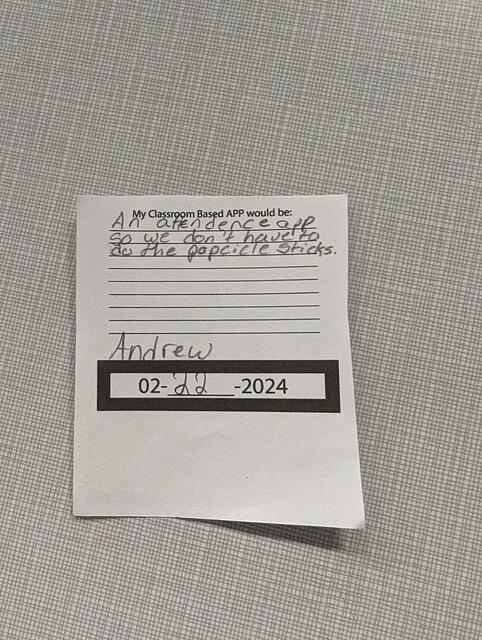 My Classroom Based APP would be:
An atendence app
so we don't have to
do the popcicle sticks.
Andrew
02-22-2024